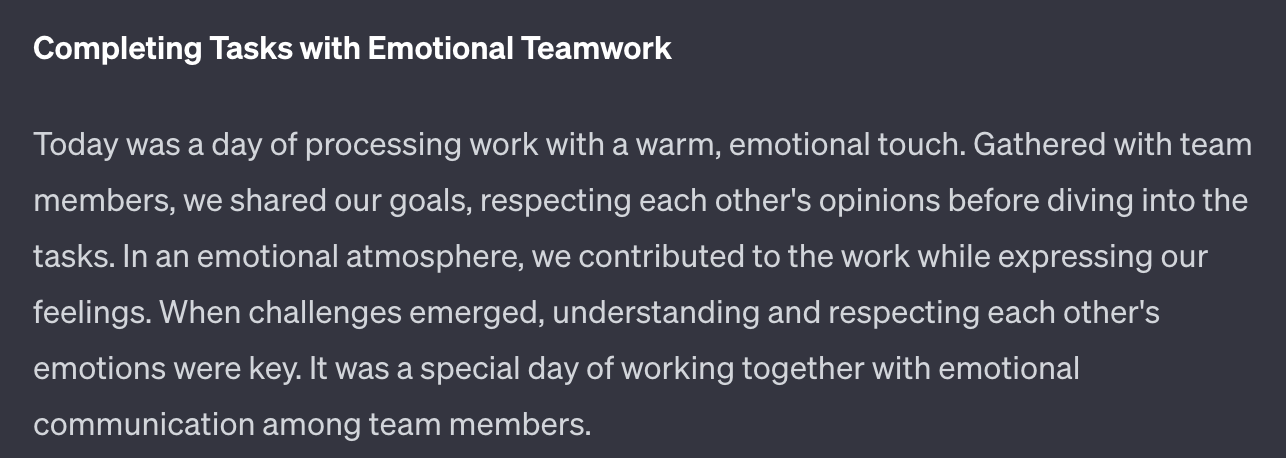 Completing Tasks with Emotional Teamwork
Today was a day of processing work with a warm, emotional touch. Gathered with team
members, we shared our goals, respecting each other's opinions before diving into the
tasks. In an emotional atmosphere, we contributed to the work while expressing our
feelings. When challenges emerged, understanding and respecting each other's
emotions were key. It was a special day of working together with emotional
communication among team members.